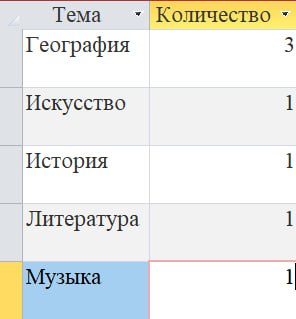 Тема Количество
География 3
Искусство 1
История 1
Литература 1
Музыка 1